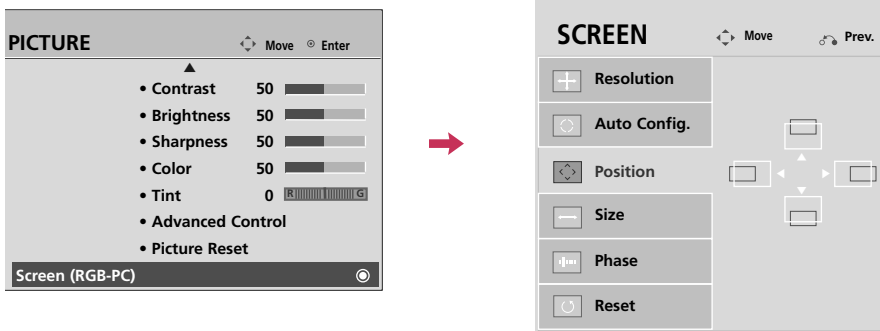 PICTURE Move Enter
• Contrast 50
• Brightness 50
• Sharpness 50
• Color 50
• Tint 0 R G
• Advanced Control
• Picture Reset
Screen (RGB-PC)
SCREEN Move Prev.
Resolution
Auto Config.
Position
Size
Phase
Reset